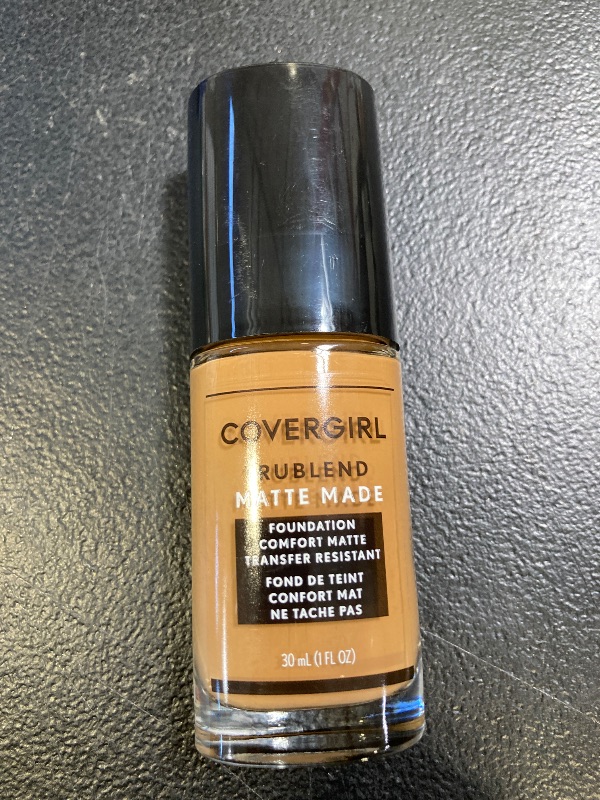 COVERGIRL
TRUBLEND
MATTE MADE
FOUNDATION
COMFORT MATTE
TRANSFER RESISTANT
FOND DE TEINT
CONFORT MAT
NE TACHE PAS
30 mL (1 FL OZ)